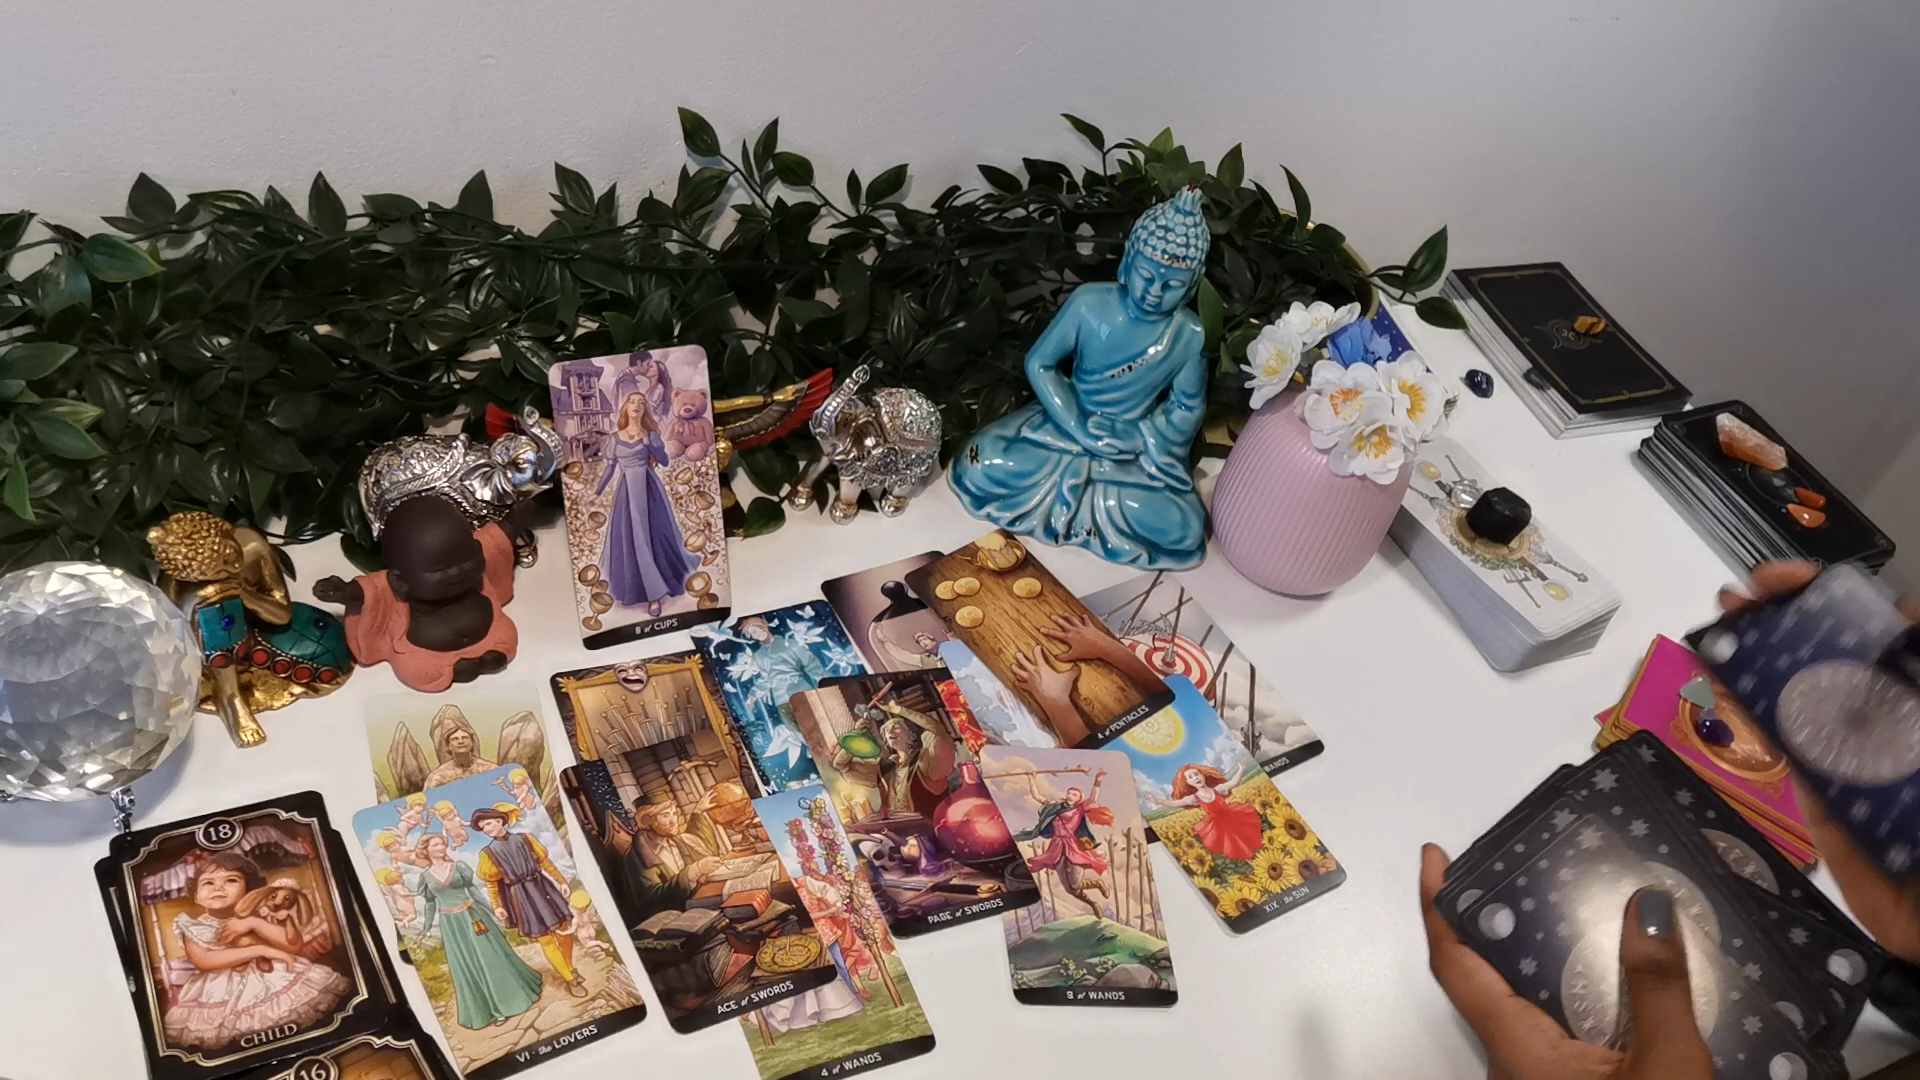 8 of CUPS
4 of PENTACLES
WANDS
18
CHILD
PAGE of SWORDS
XIX · the SUN
ACE of SWORDS
8 of WANDS
VI · the LOVERS
4 of WANDS
16